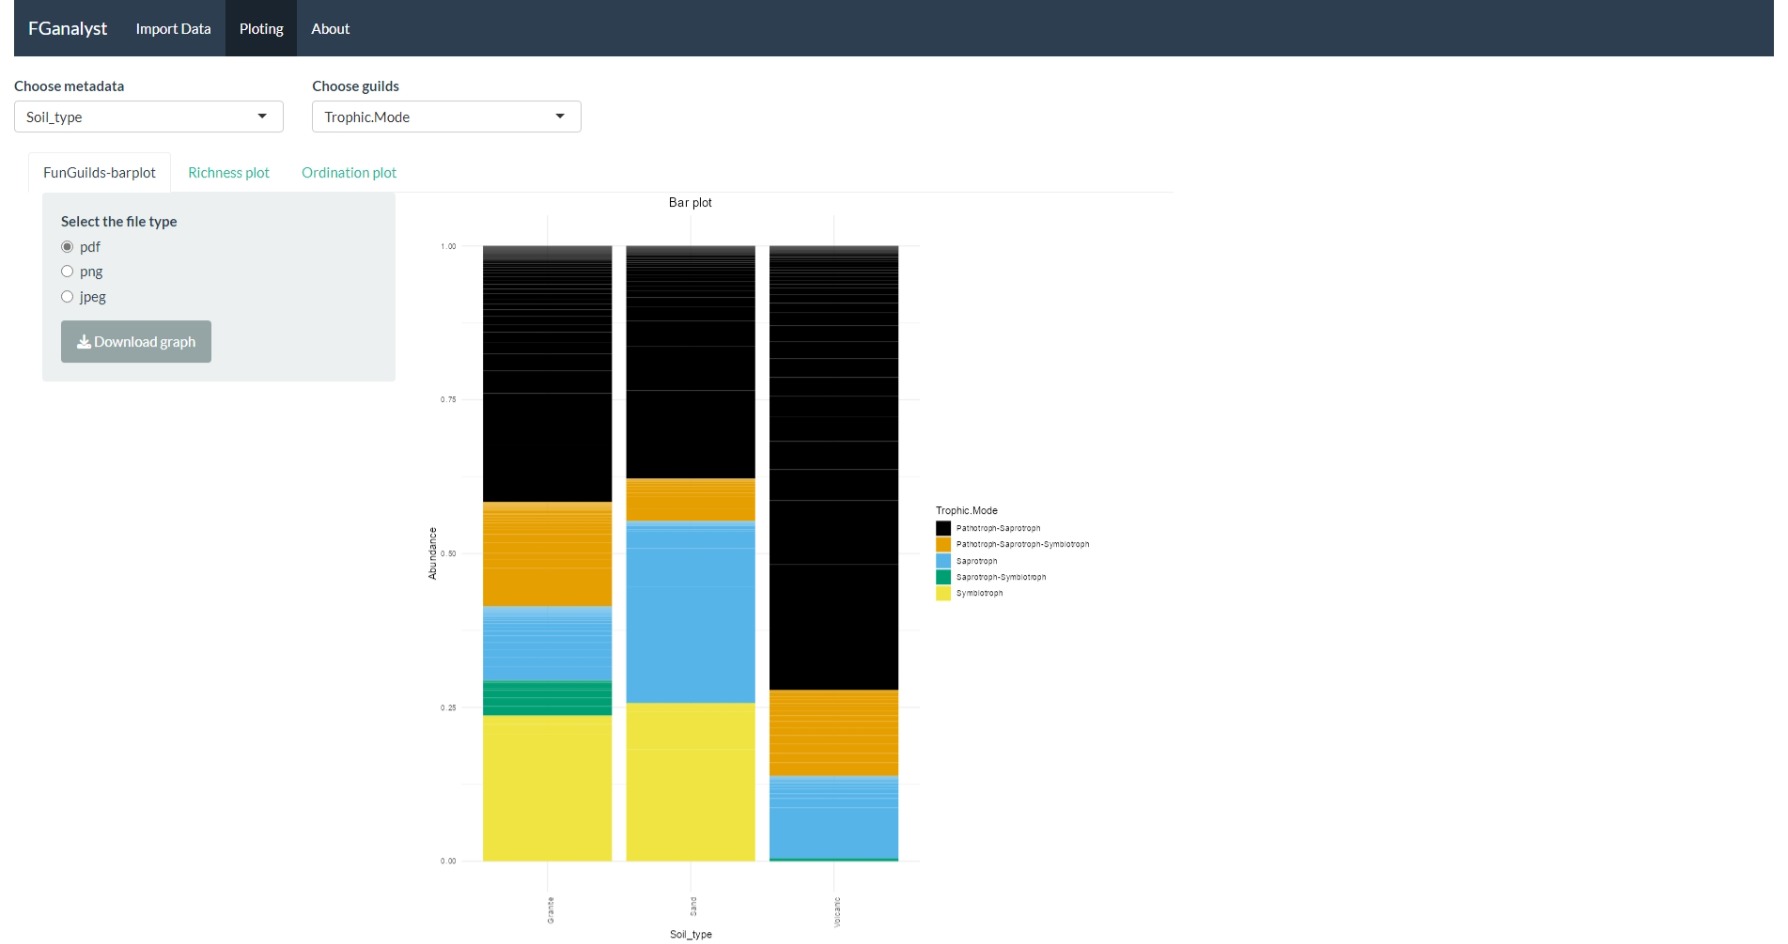 FGanalyst Import Data Ploting About
Choose metadata Choose guilds
Soil_type Trophic.Mode
FunGuilds-barplot Richness plot Ordination plot
Select the file type
pdf
png
jpeg
Download graph
Bar plot
1.00
0.75
0.50
0.25
0.00
Abundance
Granite
Sand
Volcanic
Soil_type
Trophic.Mode
Pathotroph-Saprotroph
Pathotroph-Saprotroph-Symbiotroph
Saprotroph
Saprotroph-Symbiotroph
Symbiotroph